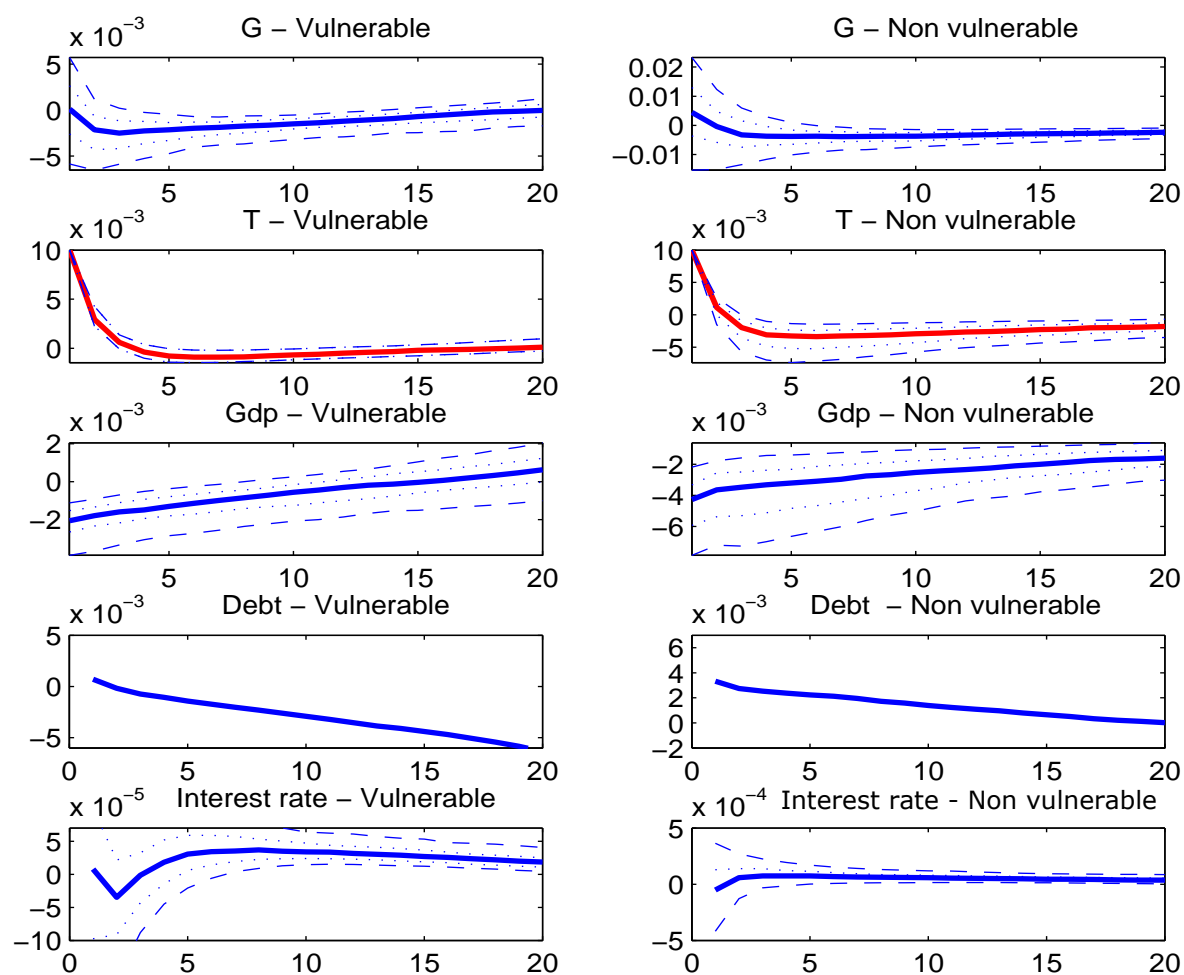 G – Vulnerable
x 10−3
5
0
−5
5 10 15 20
G – Non vulnerable
0.02
0.01
0
−0.01
5 10 15 20
T – Vulnerable
x 10−3
10
5
0
5 10 15 20
T – Non vulnerable
x 10−3
10
5
0
−5
5 10 15 20
Gdp – Vulnerable
x 10−3
2
0
−2
5 10 15 20
Gdp – Non vulnerable
x 10−3
−2
−4
−6
5 10 15 20
Debt – Vulnerable
x 10−3
5
0
−5
0 5 10 15 20
Debt – Non vulnerable
x 10−3
6
4
2
0
−2
0 5 10 15 20
Interest rate – Vulnerable
x 10−5
5
0
−5
−10
0 5 10 15 20
Interest rate - Non vulnerable
x 10−4
5
0
−5
0 5 10 15 20